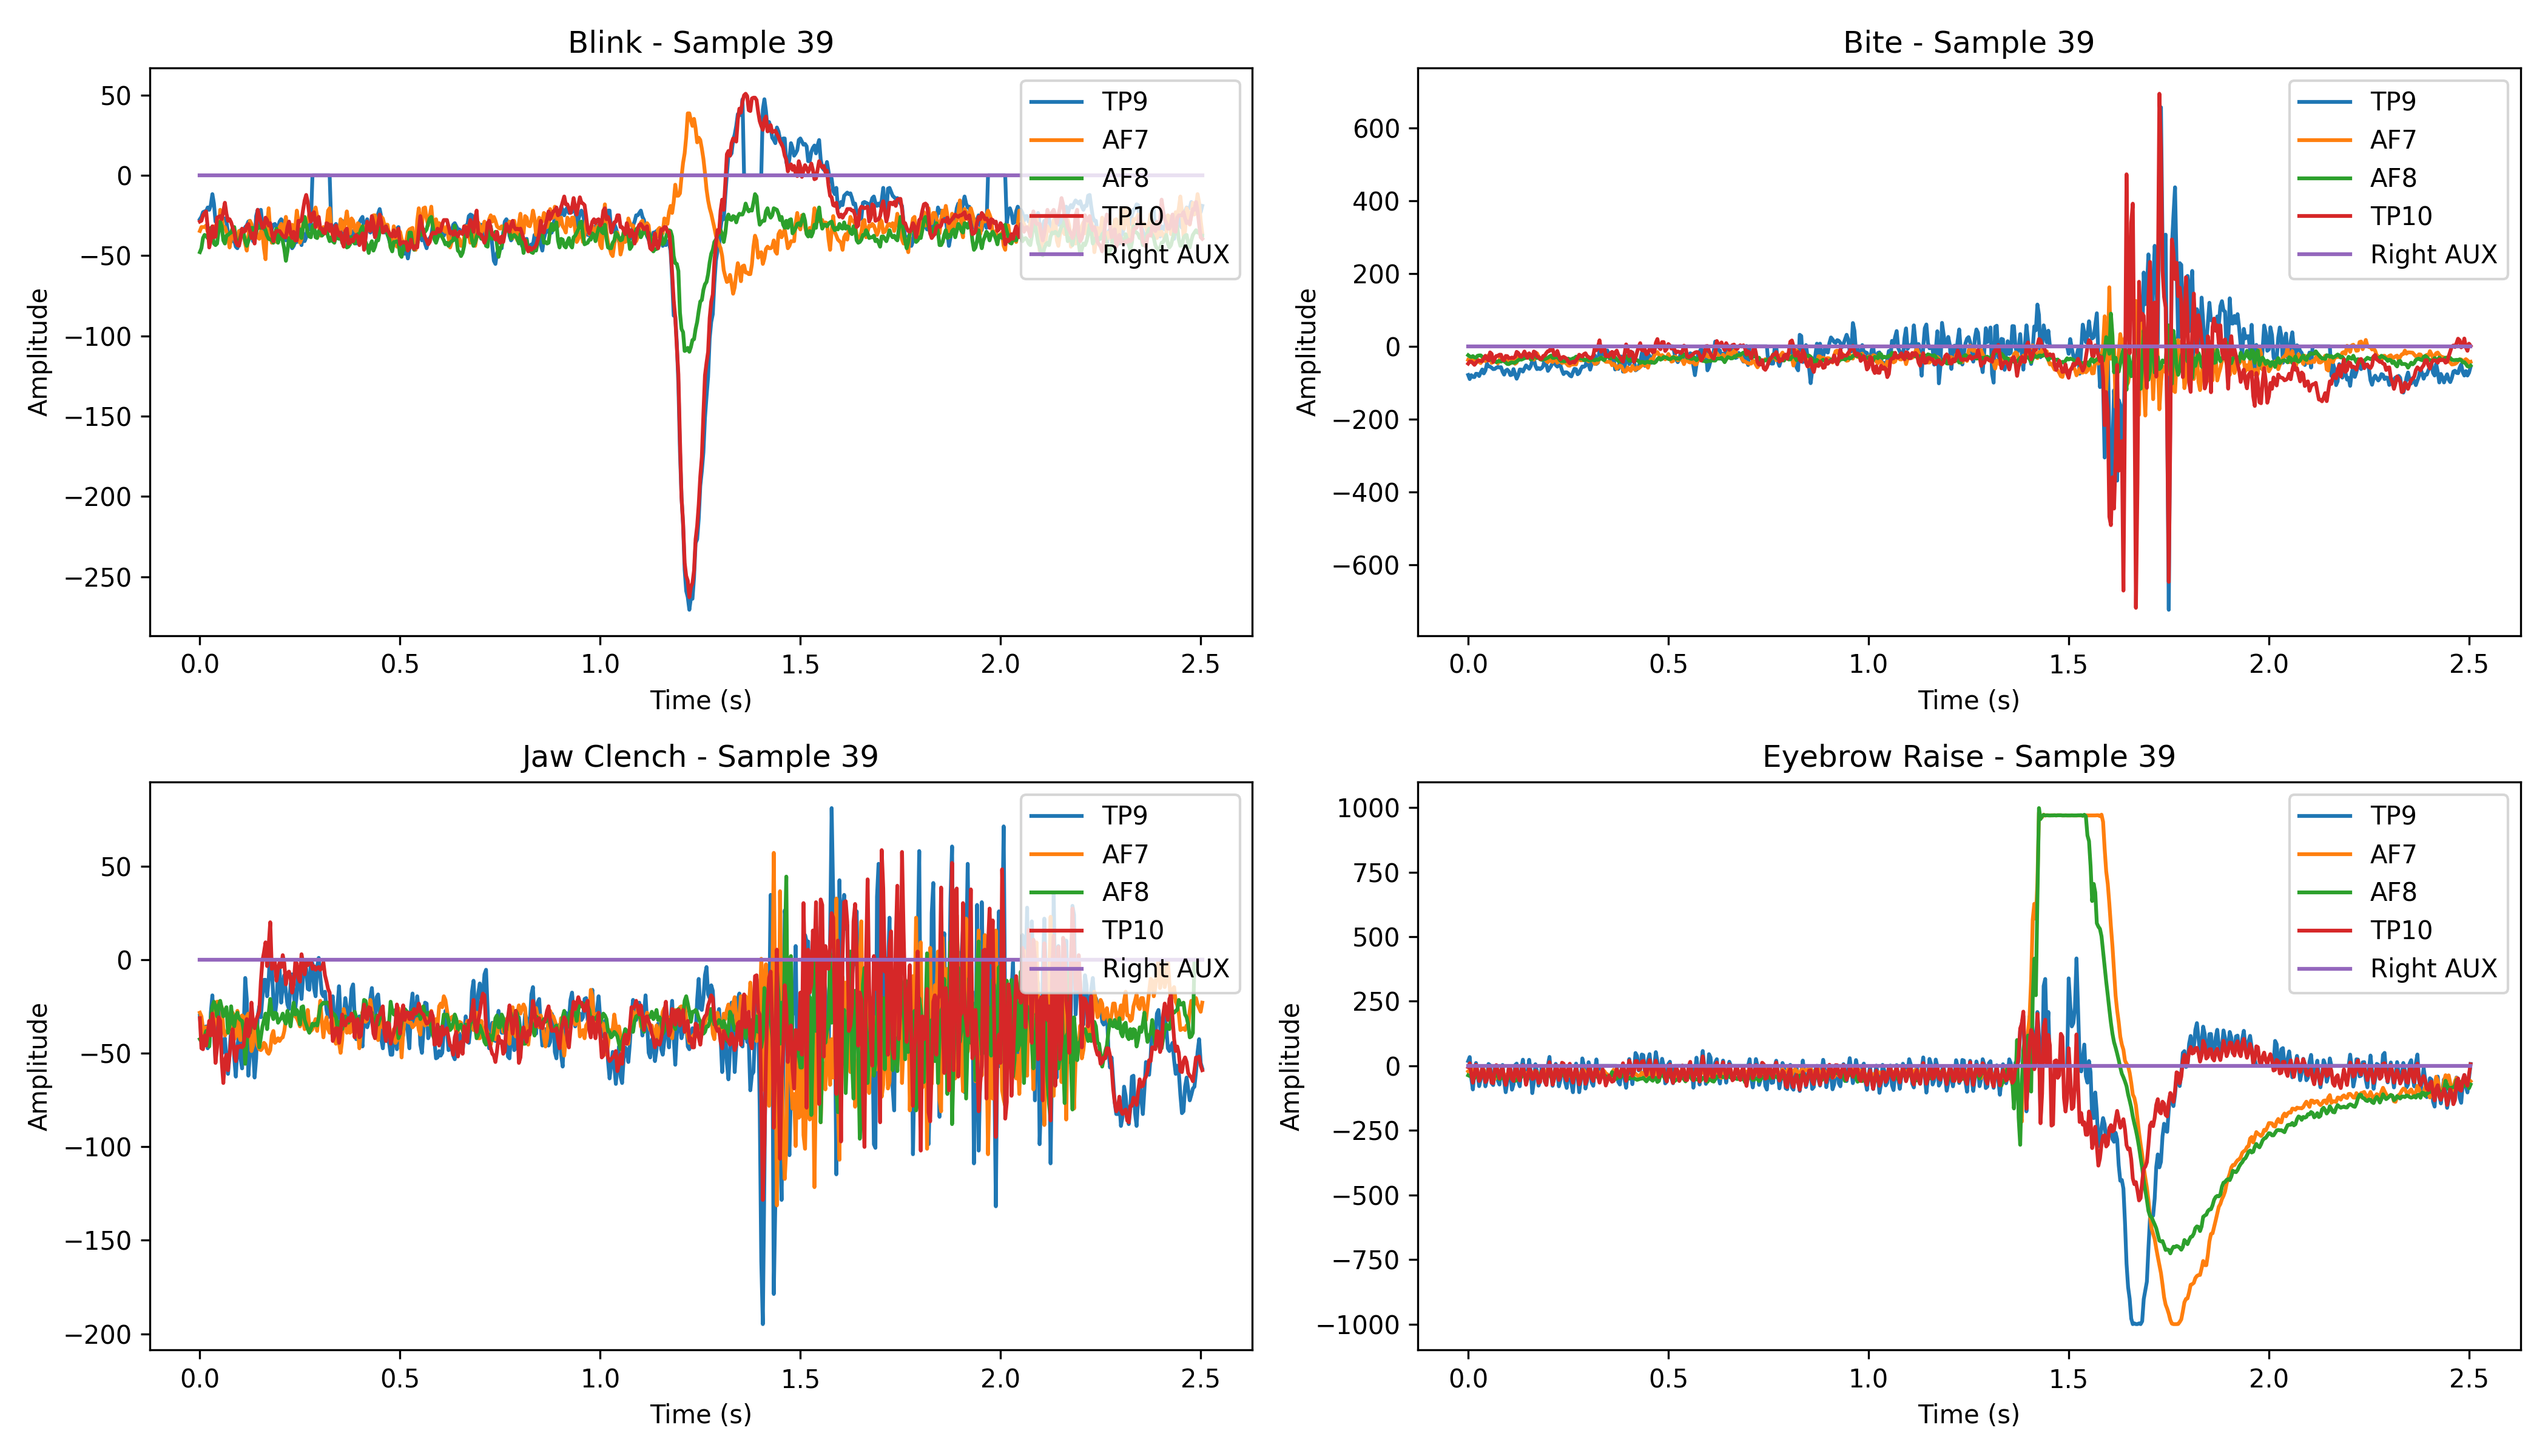 Blink - Sample 39
50
0
−50
−100
−150
−200
−250
Amplitude
0.0 0.5 1.0 1.5 2.0 2.5
Time (s)
TP9
AF7
AF8
TP10
Right AUX
Bite - Sample 39
600
400
200
0
−200
−400
−600
Amplitude
0.0 0.5 1.0 1.5 2.0 2.5
Time (s)
TP9
AF7
AF8
TP10
Right AUX
Jaw Clench - Sample 39
50
0
−50
−100
−150
−200
Amplitude
0.0 0.5 1.0 1.5 2.0 2.5
Time (s)
TP9
AF7
AF8
TP10
Right AUX
Eyebrow Raise - Sample 39
1000
750
500
250
0
−250
−500
−750
−1000
Amplitude
0.0 0.5 1.0 1.5 2.0 2.5
Time (s)
TP9
AF7
AF8
TP10
Right AUX